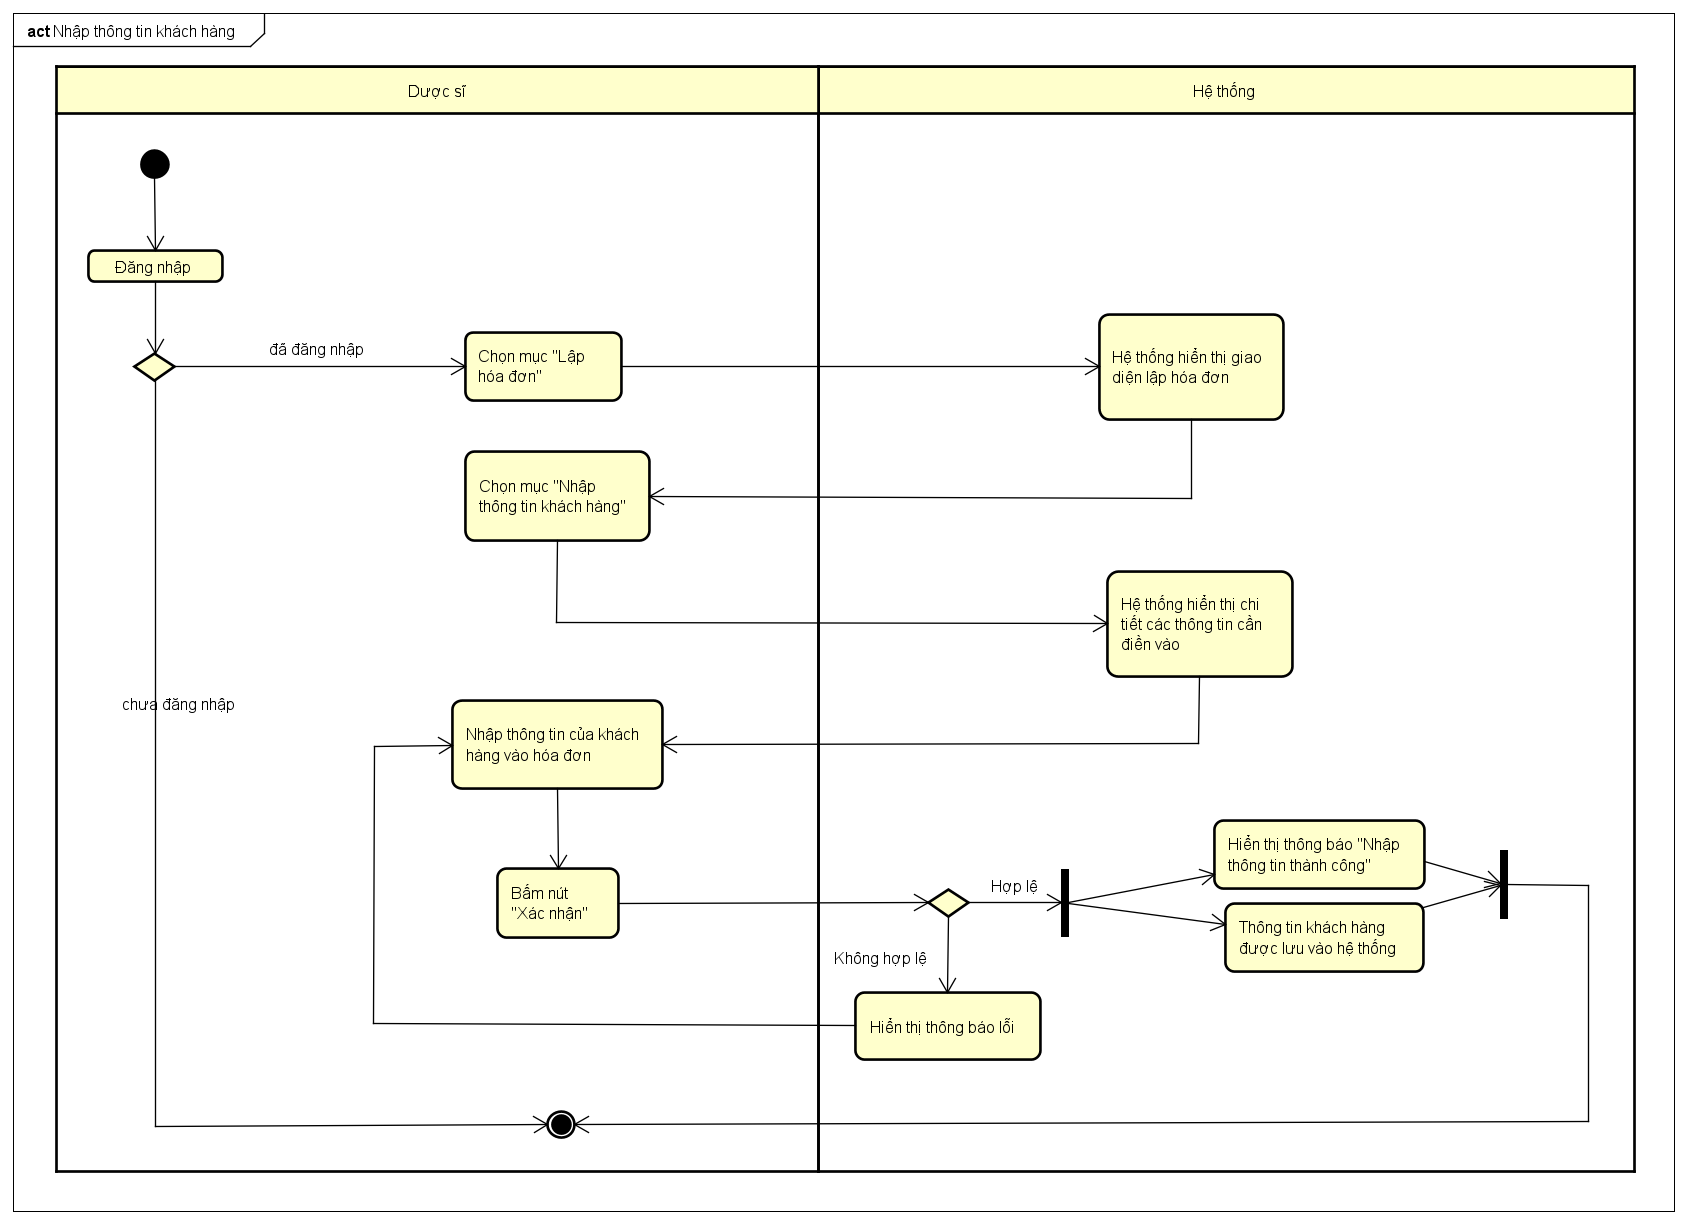 act Nhập thông tin khách hàng
Dược sĩ
Hệ thống
Đăng nhập
đã đăng nhập
Chọn mục "Lập
hóa đơn"
Hệ thống hiển thị giao
diện lập hóa đơn
Chọn mục "Nhập
thông tin khách hàng"
Hệ thống hiển thị chi
tiết các thông tin cần
điền vào
chưa đăng nhập
Nhập thông tin của khách
hàng vào hóa đơn
Bấm nút
"Xác nhận"
Hợp lệ
Hiển thị thông báo "Nhập
thông tin thành công"
Thông tin khách hàng
được lưu vào hệ thống
Không hợp lệ
Hiển thị thông báo lỗi